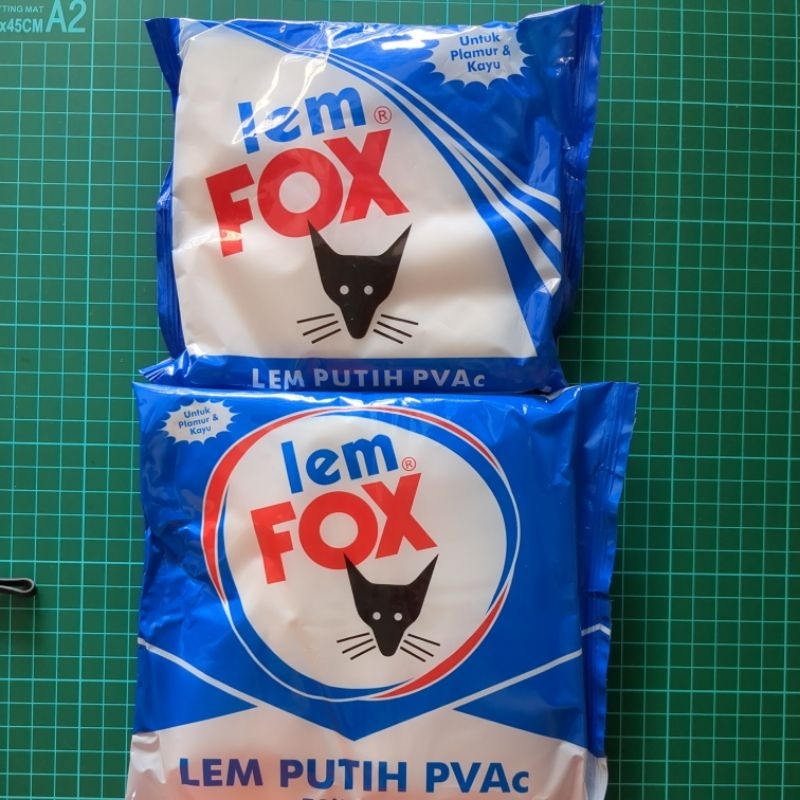 A2
x45CM
Untuk
Plamur &
Kayu
lem ®
FOX
LEM PUTIH PVAc
Untuk
Plamur &
Kayu
lem ®
FOX
LEM PUTIH PVAc